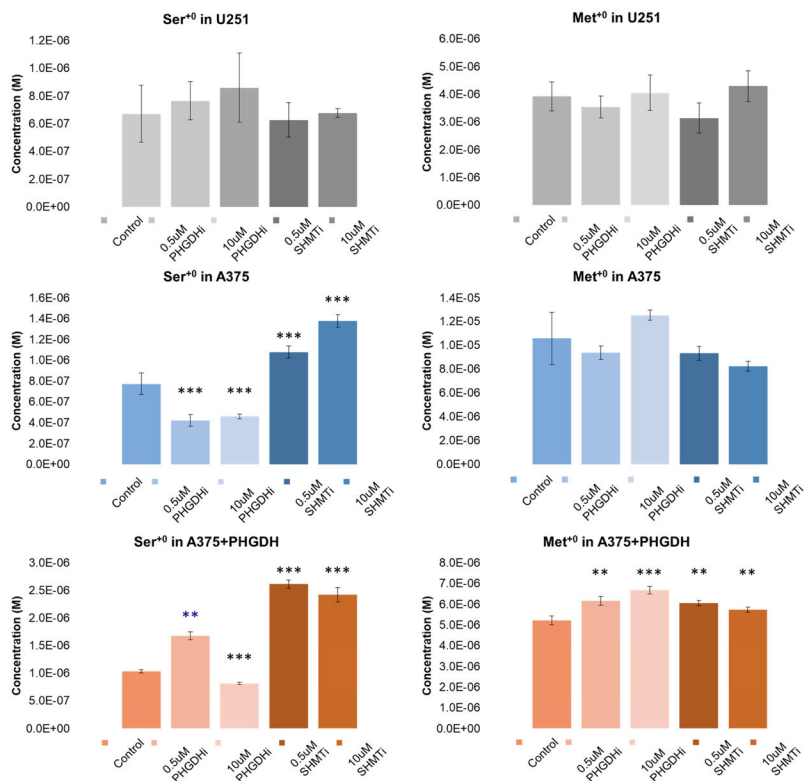 Ser+0 in U251
Concentration (M)
1.2E-06
1.0E-06
8.0E-07
6.0E-07
4.0E-07
2.0E-07
0.0E+00
Control
0.5uM
PHGDHi
10uM
PHGDHi
0.5uM
SHMTi
10uM
SHMTi
Met+0 in U251
Concentration (M)
6.0E-06
5.0E-06
4.0E-06
3.0E-06
2.0E-06
1.0E-06
0.0E+00
Control
0.5uM
PHGDHi
10uM
PHGDHi
0.5uM
SHMTi
10uM
SHMTi
Ser+0 in A375
Concentration (M)
1.6E-06
1.4E-06
1.2E-06
1.0E-06
8.0E-07
6.0E-07
4.0E-07
2.0E-07
0.0E+00
***
***
***
***
Control
0.5uM
PHGDHi
10uM
PHGDHi
0.5uM
SHMTi
10uM
SHMTi
Met+0 in A375
Concentration (M)
1.4E-05
1.2E-05
1.0E-05
8.0E-06
6.0E-06
4.0E-06
2.0E-06
0.0E+00
Control
0.5uM
PHGDHi
10uM
PHGDHi
0.5uM
SHMTi
10uM
SHMTi
Ser+0 in A375+PHGDH
Concentration (M)
3.0E-06
2.5E-06
2.0E-06
1.5E-06
1.0E-06
5.0E-07
0.0E+00
**
***
***
***
Control
0.5uM
PHGDHi
10uM
PHGDHi
0.5uM
SHMTi
10uM
SHMTi
Met+0 in A375+PHGDH
Concentration (M)
8.0E-06
7.0E-06
6.0E-06
5.0E-06
4.0E-06
3.0E-06
2.0E-06
1.0E-06
0.0E+00
**
***
**
**
Control
0.5uM
PHGDHi
10uM
PHGDHi
0.5uM
SHMTi
10uM
SHMTi